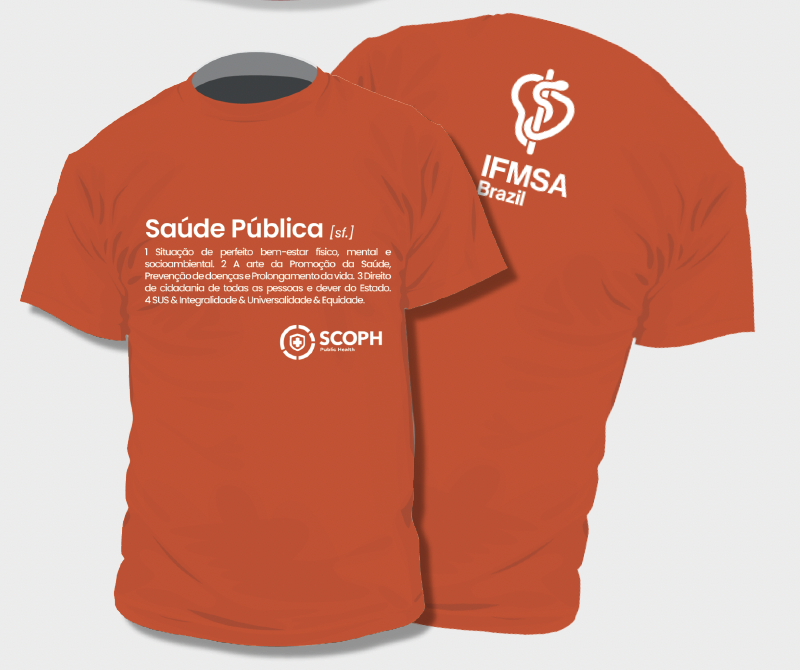 Saúde Pública [sf.]
1 Situação de perfeito bem-estar físico, mental e
socioambiental. 2 A arte da Promoção da Saúde,
Prevenção de doenças e Prolongamento da vida. 3 Direito
de cidadania de todas as pessoas e dever do Estado.
4 SUS & Integralidade & Universalidade & Equidade.
SCOPH
Public Health
IFMSA
Brazil